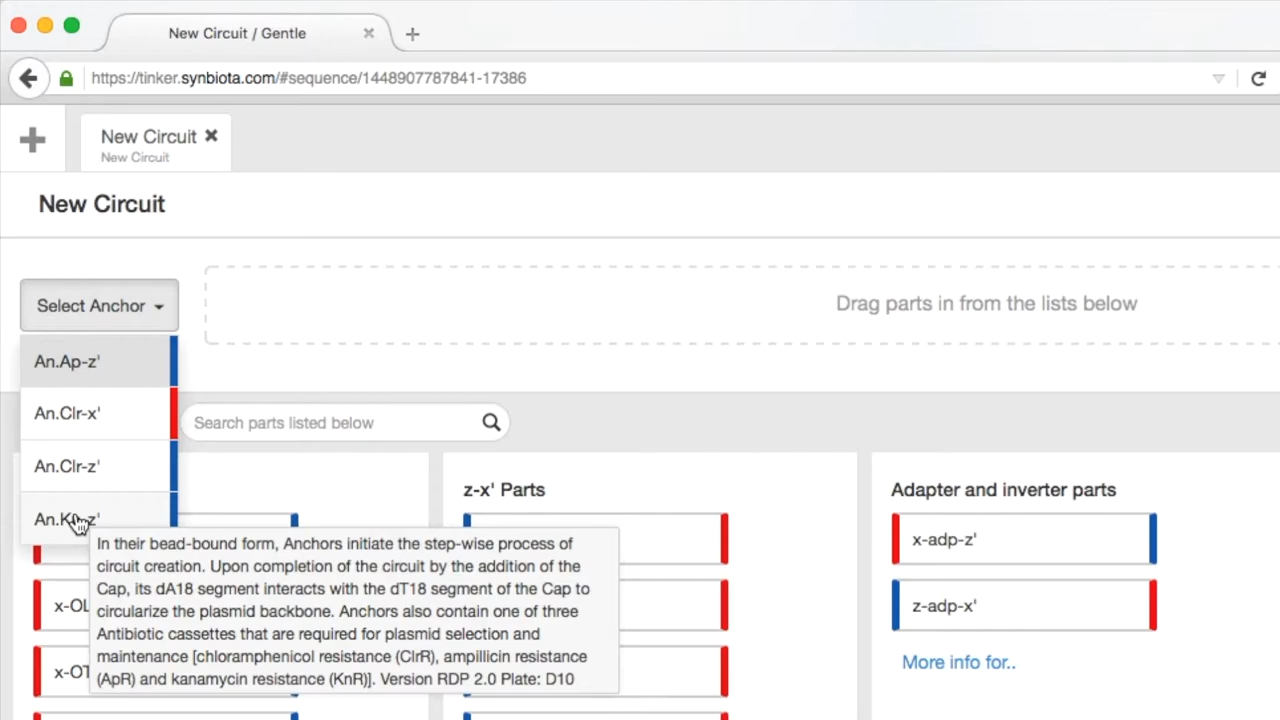 New Circuit / Gentle
https://tinker.synbiota.com/#sequence/1448907787841-17386
New Circuit
New Circuit
New Circuit
Select Anchor
Drag parts in from the lists below
An.Ap-z'
An.Clr-x'
An.Clr-z'
Search parts listed below
z-x' Parts
Adapter and inverter parts
x-adp-z'
In their bead-bound form, Anchors initiate the step-wise process of
circuit creation. Upon completion of the circuit by the addition of the
Cap, its dA18 segment interacts with the dT18 segment of the Cap to
circularize the plasmid backbone. Anchors also contain one of three
Antibiotic cassettes that are required for plasmid selection and
maintenance [chloramphenicol resistance (ClrR), ampillicin resistance
(ApR) and kanamycin resistance (KnR)]. Version RDP 2.0 Plate: D10
z-adp-x'
More info for..